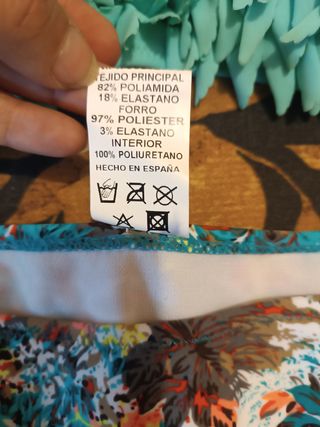 TEJIDO PRINCIPAL
82% POLIAMIDA
18% ELASTANO
FORRO
97% POLIESTER
3% ELASTANO
INTERIOR
100% POLIURETANO
HECHO EN ESPAÑA